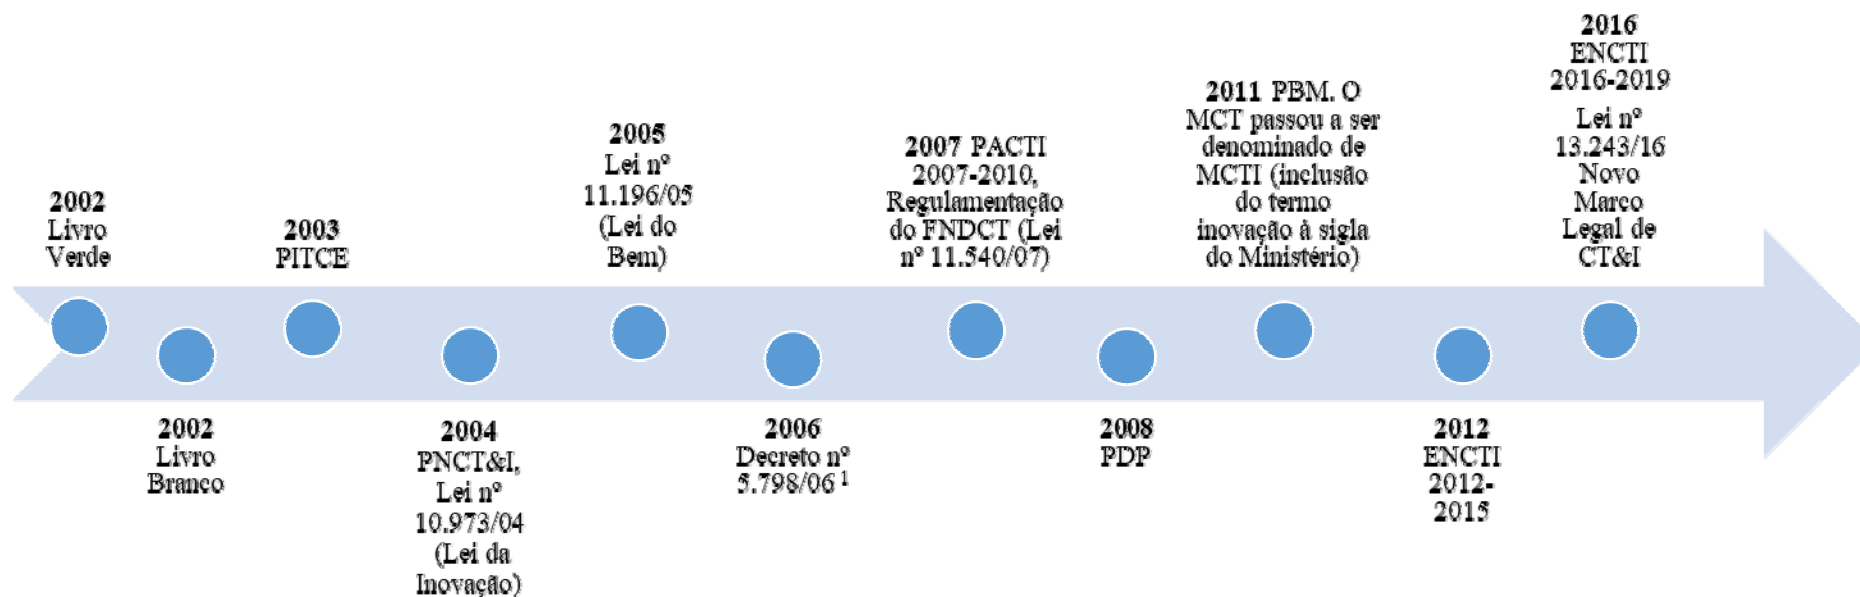 2002
Livro
Verde
2002
Livro
Branco
2003
PITCE
2004
PNCT&I,
Lei nº
10.973/04
(Lei da
Inovação)
2005
Lei nº
11.196/05
(Lei do
Bem)
2006
Decreto nº
5.798/06 ¹
2007 PACTI
2007-2010,
Regulamentação
do FNDCT (Lei
nº 11.540/07)
2008
PDP
2011 PBM. O
MCT passou a ser
denominado de
MCTI (inclusão
do termo
inovação à sigla
do Ministério)
2012
ENCTI
2012-
2015
2016
ENCTI
2016-2019
Lei nº
13.243/16
Novo
Marco
Legal de
CT&I